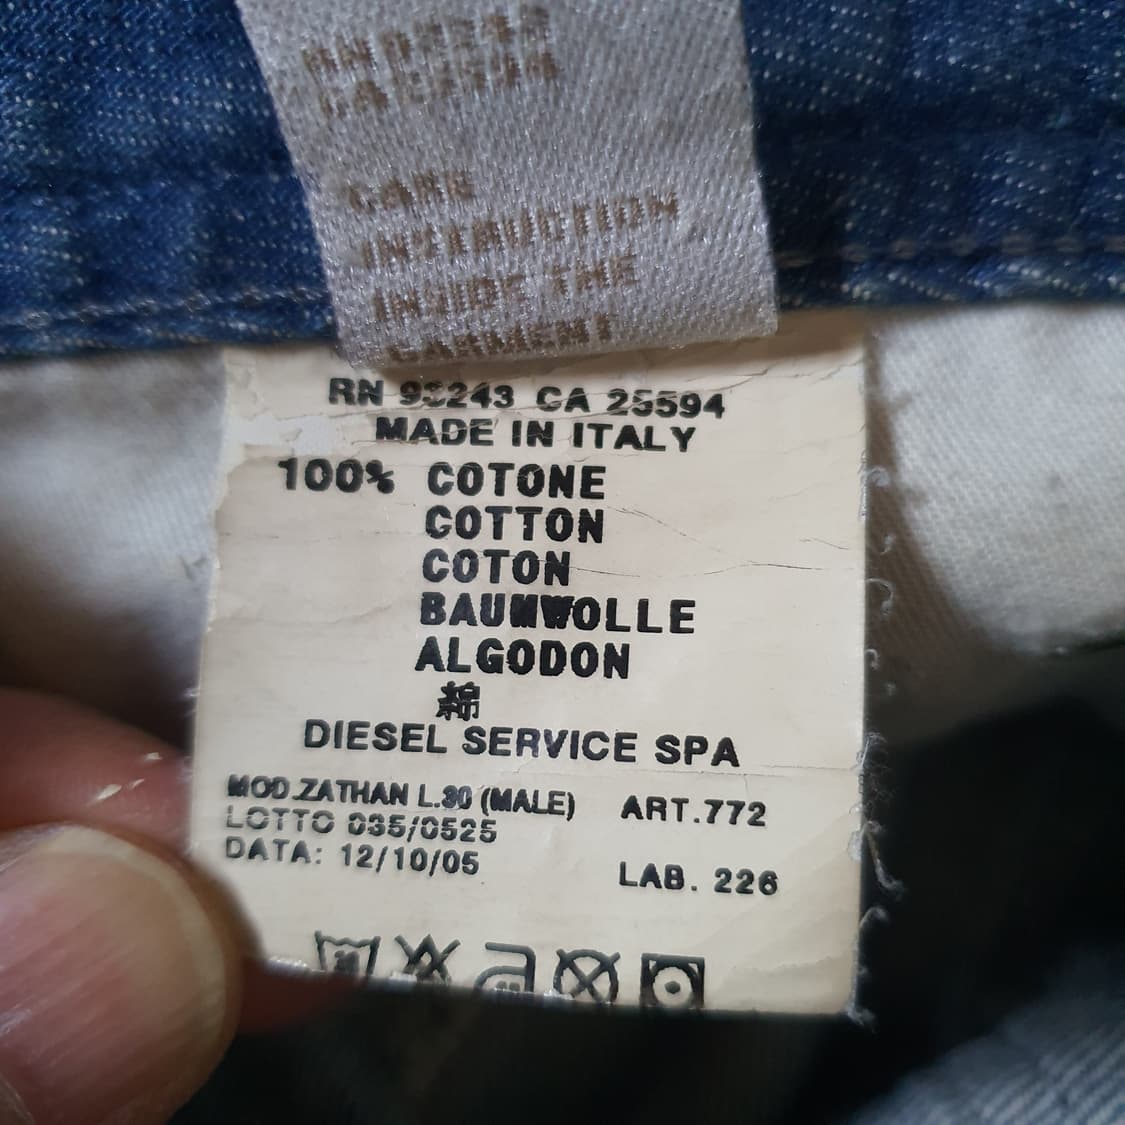 CARE
INSTRUCTION
INSIDE THE
GARMENT
RN 93243 CA 25594
MADE IN ITALY
100% COTONE
COTTON
COTON
BAUMWOLLE
ALGODON
綿
DIESEL SERVICE SPA
MOD.ZATHAN L.30 (MALE) ART.772
LOTTO 035/0525
DATA: 12/10/05
LAB. 226